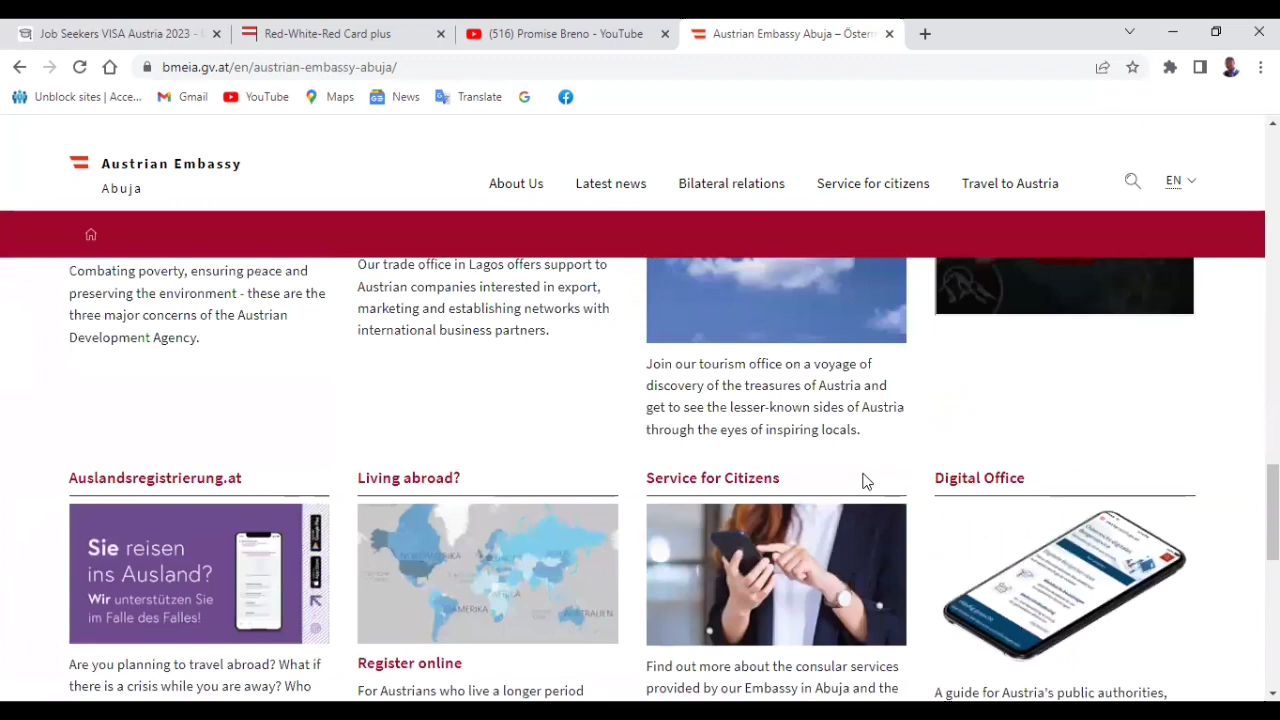 Job Seekers VISA Austria 2023 -
Red-White-Red Card plus
(516) Promise Breno - YouTube
Austrian Embassy Abuja – Österr
bmeia.gv.at/en/austrian-embassy-abuja/
Unblock sites | Acce...
Gmail
YouTube
Maps
News
Translate
Austrian Embassy
Abuja
About Us
Latest news
Bilateral relations
Service for citizens
Travel to Austria
EN
Combating poverty, ensuring peace and
preserving the environment - these are the
three major concerns of the Austrian
Development Agency.
Our trade office in Lagos offers support to
Austrian companies interested in export,
marketing and establishing networks with
international business partners.
Join our tourism office on a voyage of
discovery of the treasures of Austria and
get to see the lesser-known sides of Austria
through the eyes of inspiring locals.
Auslandsregistrierung.at
Sie reisen
ins Ausland?
Wir unterstützen Sie
im Falle des Falles!
Are you planning to travel abroad? What if
there is a crisis while you are away? Who
Living abroad?
Register online
For Austrians who live a longer period
Service for Citizens
Find out more about the consular services
provided by our Embassy in Abuja and the
Digital Office
A guide for Austria's public authorities,